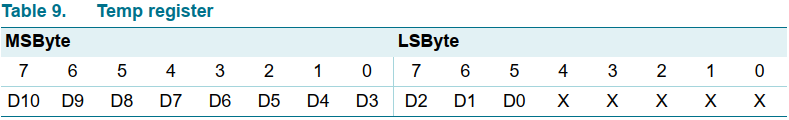 Table 9. Temp register
MSByte LSByte
7 6 5 4 3 2 1 0 7 6 5 4 3 2 1 0
D10 D9 D8 D7 D6 D5 D4 D3 D2 D1 D0 X X X X X